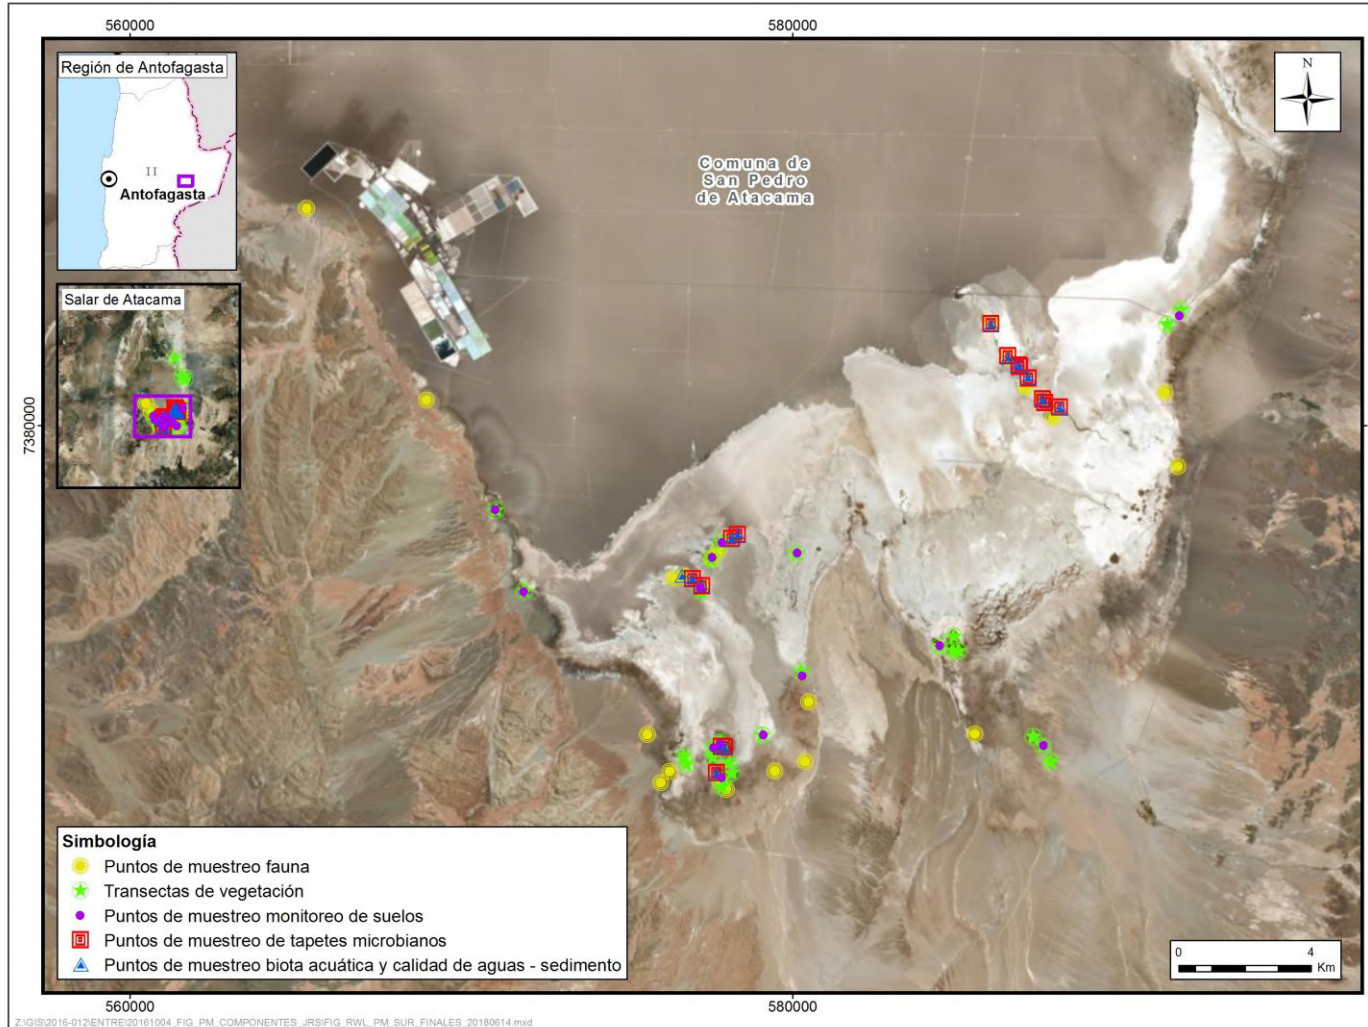 560000
580000
Región de Antofagasta
II
Antofagasta
N
Comuna de
San Pedro
de Atacama
Salar de Atacama
7380000
Simbología
Puntos de muestreo fauna
Transectas de vegetación
Puntos de muestreo monitoreo de suelos
Puntos de muestreo de tapetes microbianos
Puntos de muestreo biota acuática y calidad de aguas - sedimento
0 4
Km
560000
580000
Z:\GIS\2016-012\ENTRE\20161004_FIG_PM_COMPONENTES_JRS\FIG_RWL_PM_SUR_FINALES_20180614.mxd